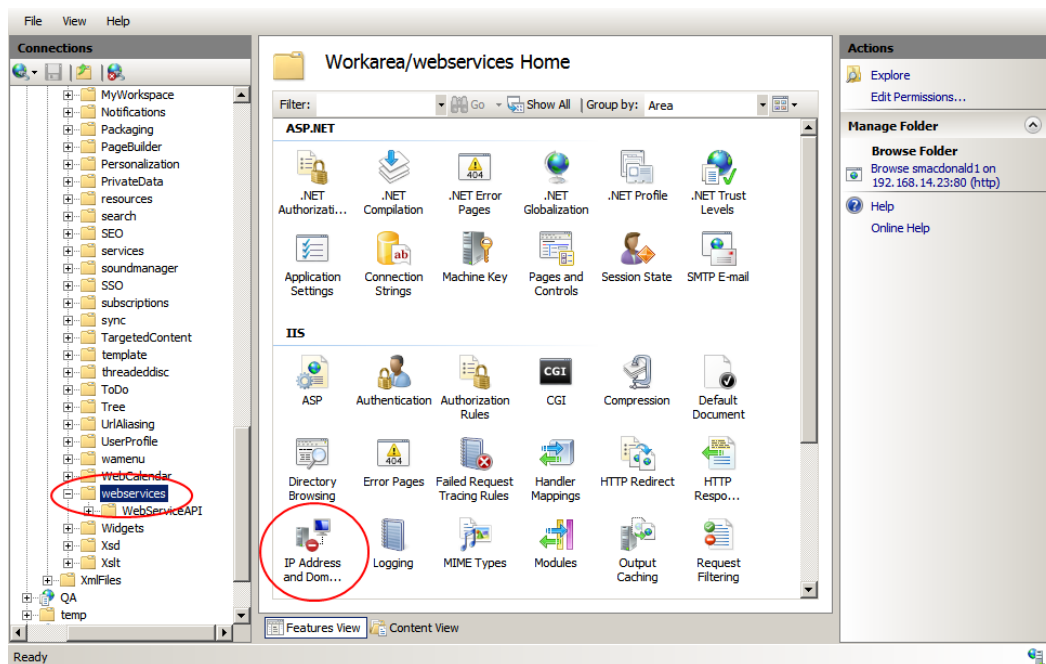 File View Help
Connections
MyWorkspace
Notifications
Packaging
PageBuilder
Personalization
PrivateData
resources
search
SEO
services
soundmanager
SSO
subscriptions
sync
TargetedContent
template
threadeddisc
ToDo
Tree
UrlAliasing
UserProfile
wamenu
WebCalendar
webservices
WebServiceAPI
Widgets
Xsd
Xslt
XmlFiles
QA
temp
Workarea/webservices Home
Filter: Go Show All Group by: Area
ASP.NET
.NET Authorizati...
.NET Compilation
404
.NET Error Pages
.NET Globalization
.NET Profile
.NET Trust Levels
Application Settings
ab
Connection Strings
Machine Key
Pages and Controls
Session State
SMTP E-mail
IIS
ASP
Authentication
Authorization Rules
CGI
CGI
Compression
Default Document
Directory Browsing
404
Error Pages
Failed Request Tracing Rules
Handler Mappings
HTTP Redirect
HTTP Respo...
IP Address and Dom...
Logging
MIME Types
Modules
Output Caching
Request Filtering
Features View Content View
Actions
Explore
Edit Permissions...
Manage Folder
Browse Folder
Browse smacdonald1 on
192.168.14.23:80 (http)
Help
Online Help
Ready